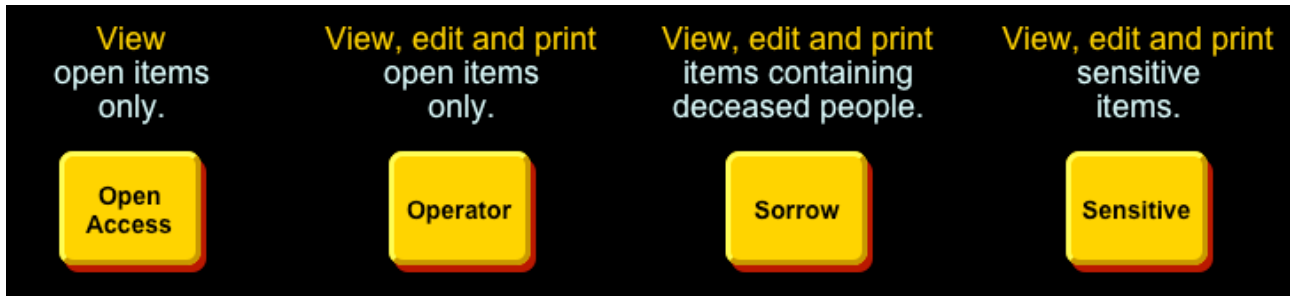 View
open items
only.
Open
Access
View, edit and print
open items
only.
Operator
View, edit and print
items containing
deceased people.
Sorrow
View, edit and print
sensitive
items.
Sensitive